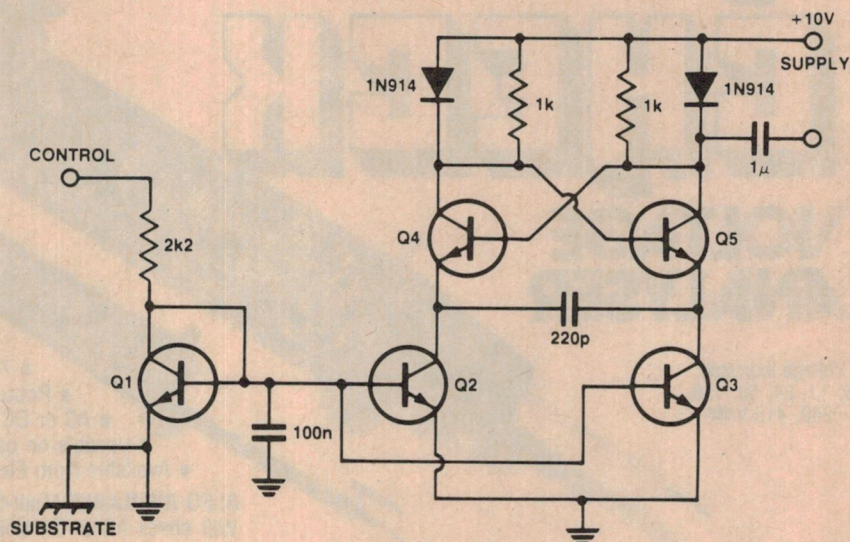 +10V
SUPPLY
1N914
1N914
1k
1k
1μ
CONTROL
2k2
Q4
Q5
220p
Q1
Q2
Q3
100n
SUBSTRATE